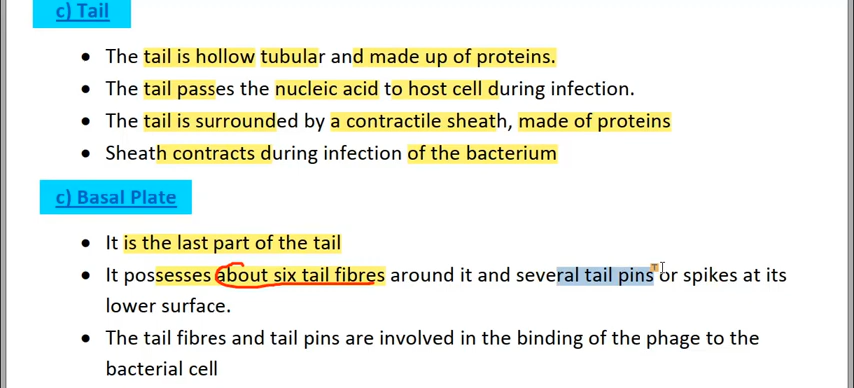 c) Tail
• The tail is hollow tubular and made up of proteins.
• The tail passes the nucleic acid to host cell during infection.
• The tail is surrounded by a contractile sheath, made of proteins
• Sheath contracts during infection of the bacterium
c) Basal Plate
• It is the last part of the tail
• It possesses about six tail fibres around it and several tail pins or spikes at its
lower surface.
• The tail fibres and tail pins are involved in the binding of the phage to the
bacterial cell